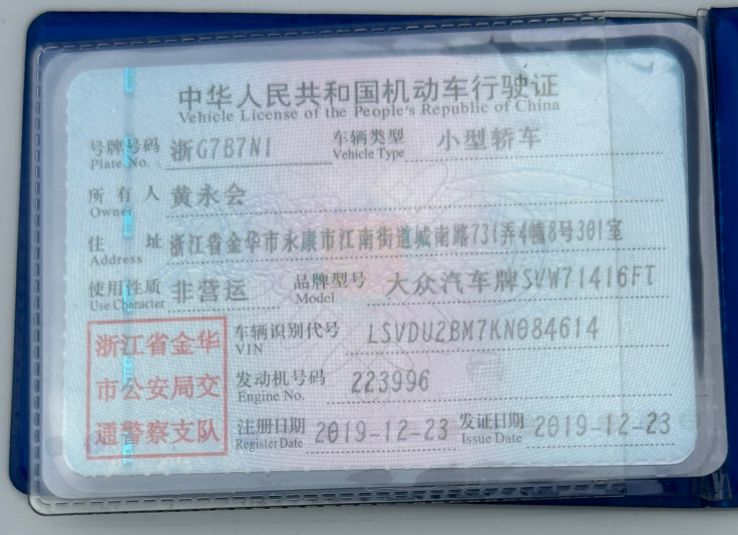 中华人民共和国机动车行驶证
Vehicle License of the People's Republic of China
号牌号码 浙G7B7N1 车辆类型 小型轿车
Plate No. Vehicle Type
所有人 黄永会
Owner
住址 浙江省金华市永康市江南街道城南路731弄4幢8号301室
Address
使用性质 非营运 品牌型号 大众汽车牌SVW71416FT
Use Character Model
浙江省金华
市公安局交
通警察支队
车辆识别代号 LSVDU2BM7KN084614
VIN
发动机号码 223996
Engine No.
注册日期 2019-12-23 发证日期 2019-12-23
Register Date Issue Date